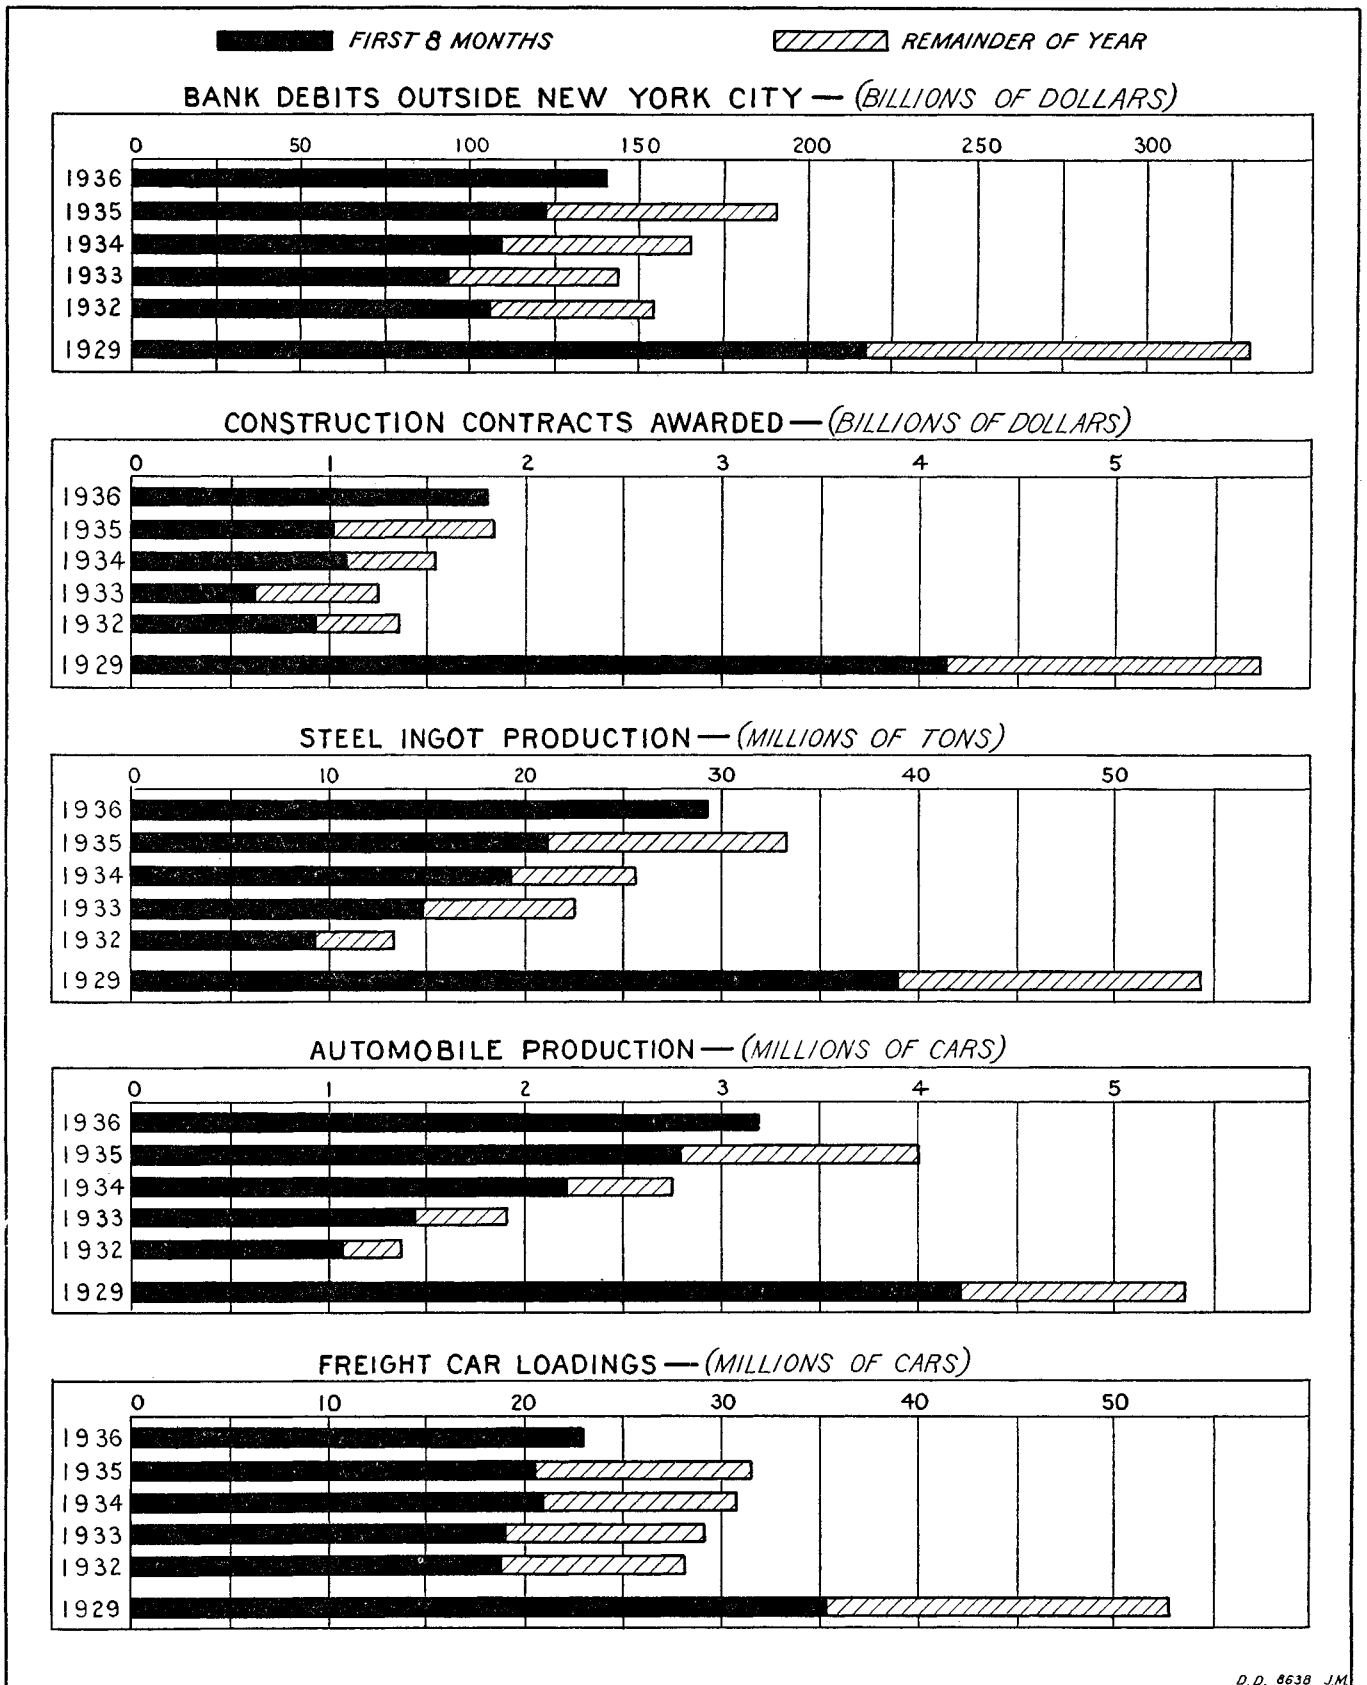 FIRST 8 MONTHS REMAINDER OF YEAR
BANK DEBITS OUTSIDE NEW YORK CITY — (BILLIONS OF DOLLARS)
0 50 100 150 200 250 300
1936
1935
1934
1933
1932
1929
CONSTRUCTION CONTRACTS AWARDED — (BILLIONS OF DOLLARS)
0 1 2 3 4 5
1936
1935
1934
1933
1932
1929
STEEL INGOT PRODUCTION — (MILLIONS OF TONS)
0 10 20 30 40 50
1936
1935
1934
1933
1932
1929
AUTOMOBILE PRODUCTION — (MILLIONS OF CARS)
0 1 2 3 4 5
1936
1935
1934
1933
1932
1929
FREIGHT CAR LOADINGS — (MILLIONS OF CARS)
0 10 20 30 40 50
1936
1935
1934
1933
1932
1929
D.D. 8638 J.M.